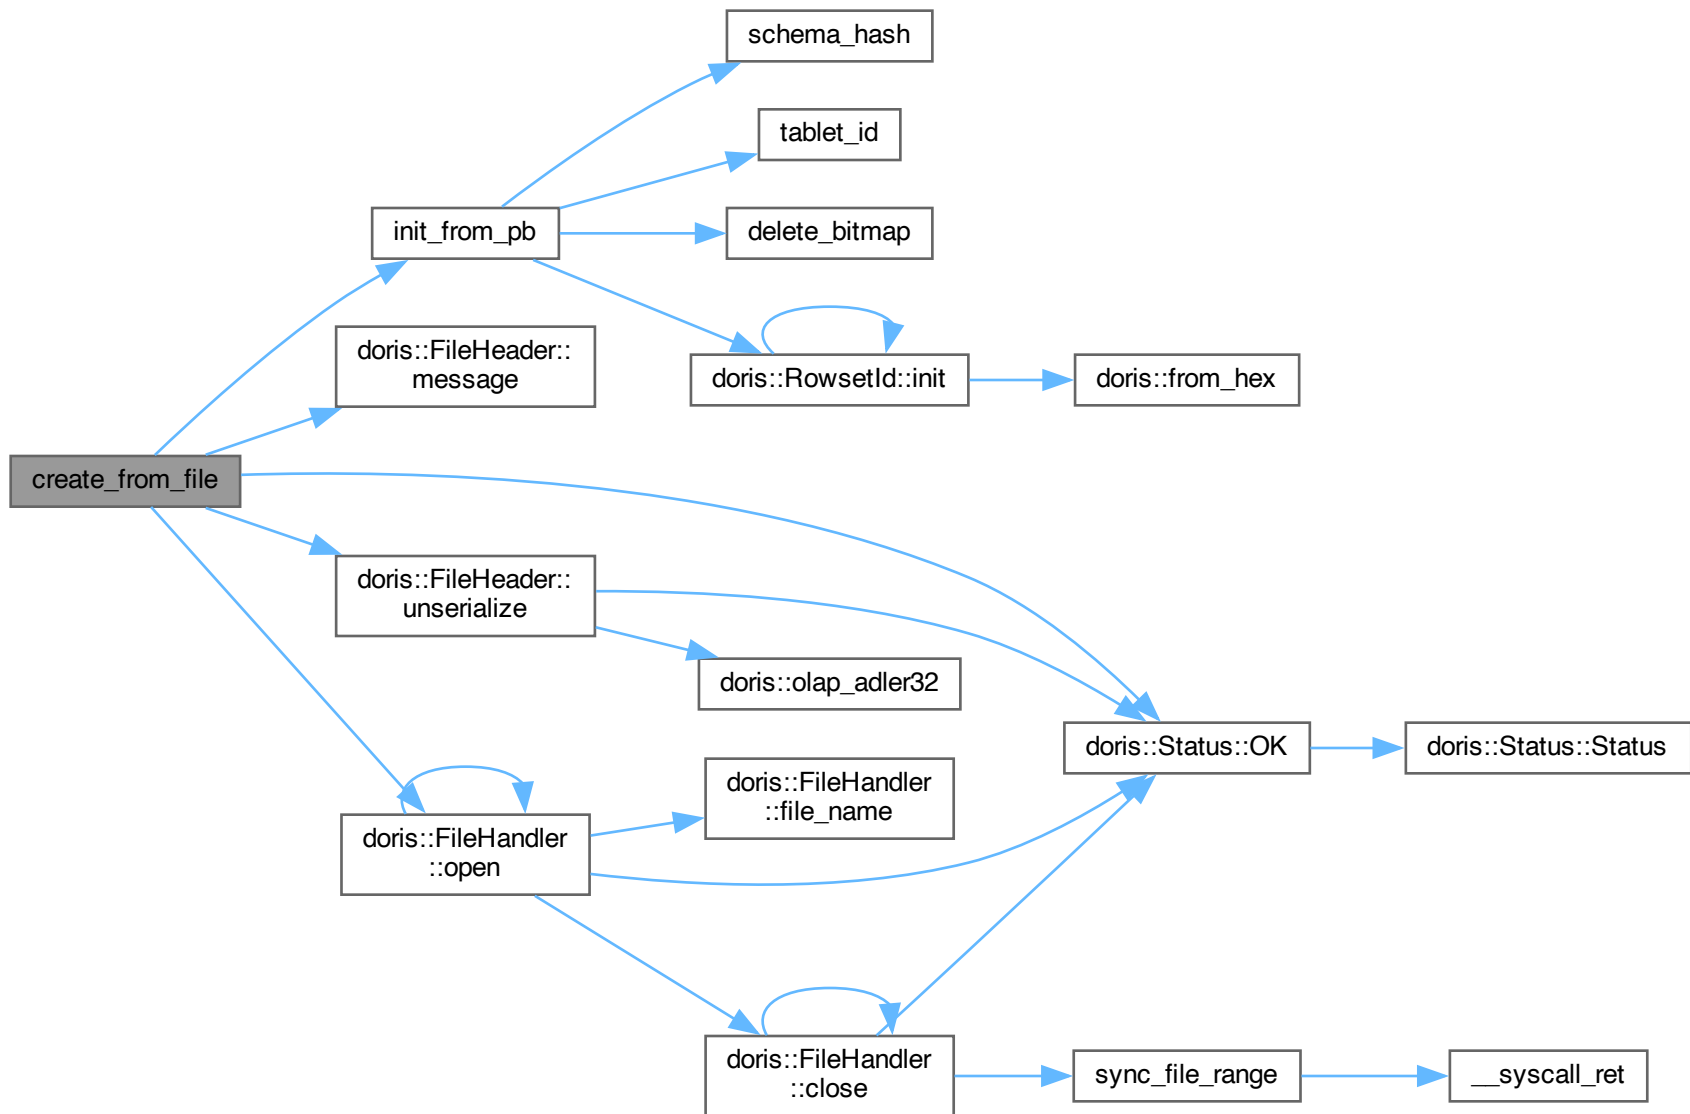 schema_hash
tablet_id
init_from_pb
delete_bitmap
doris::FileHeader::
message
doris::RowsetId::init
doris::from_hex
create_from_file
doris::FileHeader::
unserialize
doris::olap_adler32
doris::Status::OK
doris::Status::Status
doris::FileHandler
::file_name
doris::FileHandler
::open
doris::FileHandler
::close
sync_file_range
__syscall_ret